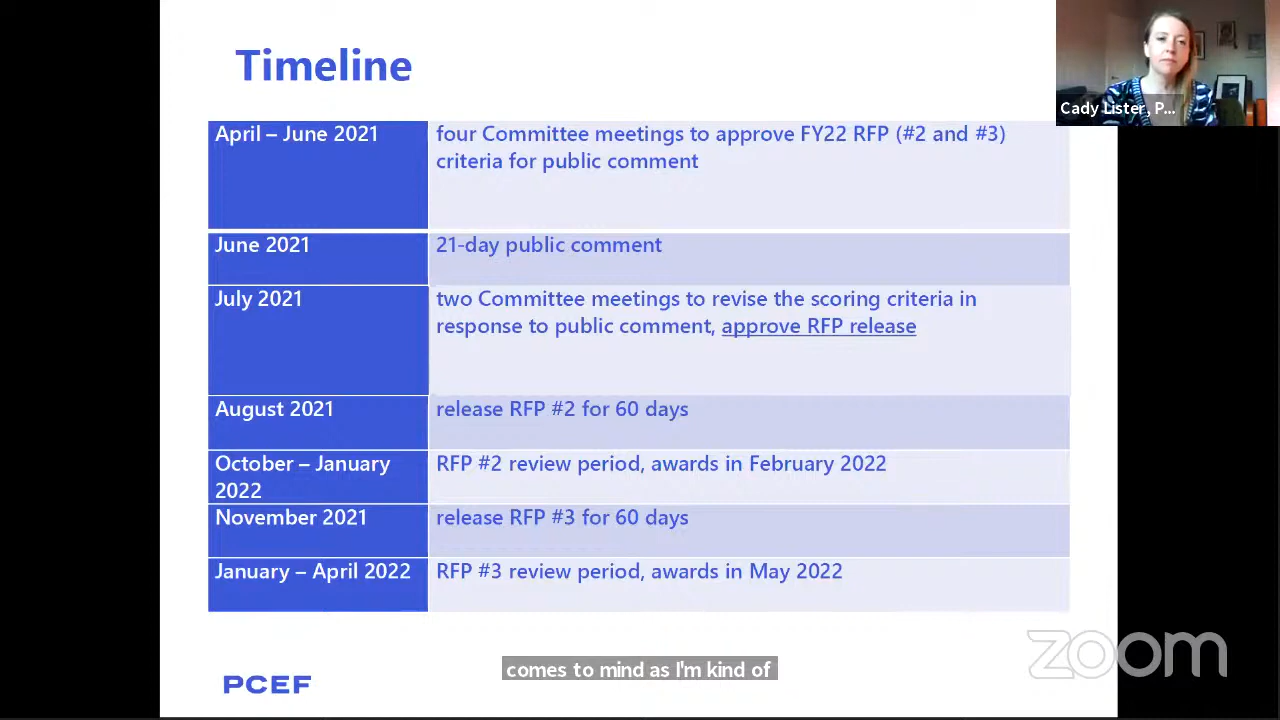 Timeline
Cady Lister, P...
April – June 2021
four Committee meetings to approve FY22 RFP (#2 and #3)
criteria for public comment
June 2021
21-day public comment
July 2021
two Committee meetings to revise the scoring criteria in
response to public comment, approve RFP release
August 2021
release RFP #2 for 60 days
October – January
2022
RFP #2 review period, awards in February 2022
November 2021
release RFP #3 for 60 days
January – April 2022
RFP #3 review period, awards in May 2022
zoom
comes to mind as I'm kind of
PCEF